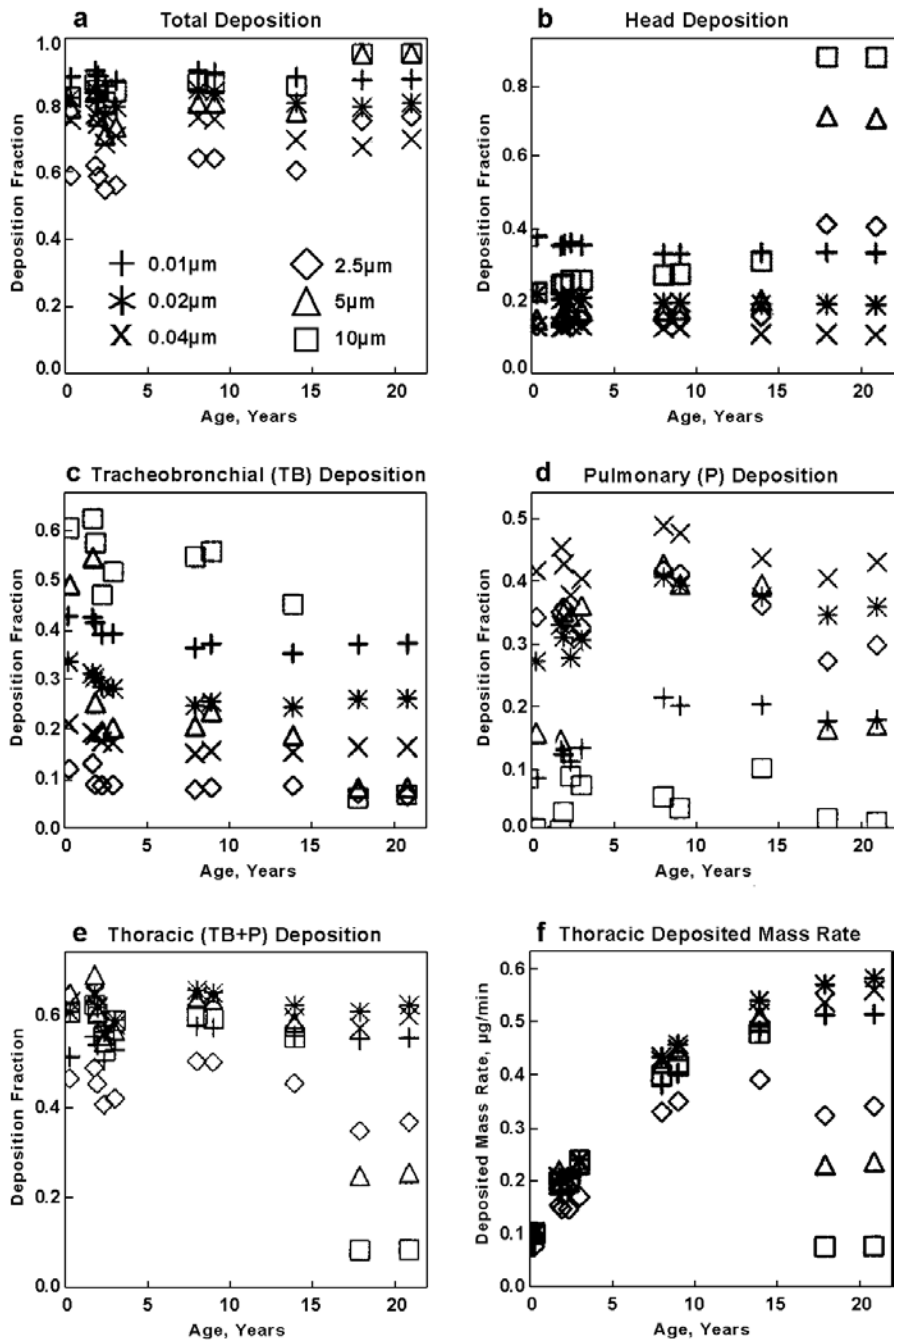 a Total Deposition
1.0
0.8
0.6
0.4
0.2
0.0
Deposition Fraction
0.01µm
0.02µm
0.04µm
2.5µm
5µm
10µm
0 5 10 15 20
Age, Years
b Head Deposition
0.8
0.6
0.4
0.2
0.0
Deposition Fraction
0 5 10 15 20
Age, Years
c Tracheobronchial (TB) Deposition
0.6
0.5
0.4
0.3
0.2
0.1
0.0
Deposition Fraction
0 5 10 15 20
Age, Years
d Pulmonary (P) Deposition
0.5
0.4
0.3
0.2
0.1
0.0
Deposition Fraction
0 5 10 15 20
Age, Years
e Thoracic (TB+P) Deposition
0.6
0.4
0.2
0.0
Deposition Fraction
0 5 10 15 20
Age, Years
f Thoracic Deposited Mass Rate
0.6
0.5
0.4
0.3
0.2
0.1
0.0
Deposited Mass Rate, µg/min
0 5 10 15 20
Age, Years